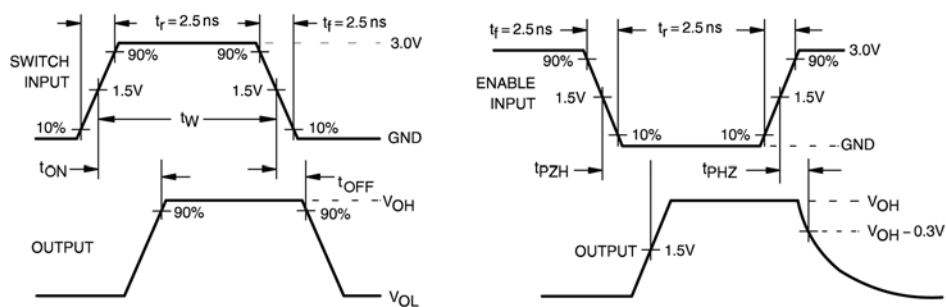 tr = 2.5 ns
tf = 2.5 ns
3.0V
SWITCH
INPUT
90%
90%
1.5V
1.5V
tW
10%
10%
GND
tON
tOFF
VOH
90%
90%
OUTPUT
VOL
tf = 2.5 ns
tr = 2.5 ns
3.0V
90%
90%
ENABLE
INPUT
1.5V
1.5V
10%
10%
GND
tPZH
tPHZ
VOH
VOH – 0.3V
OUTPUT
1.5V